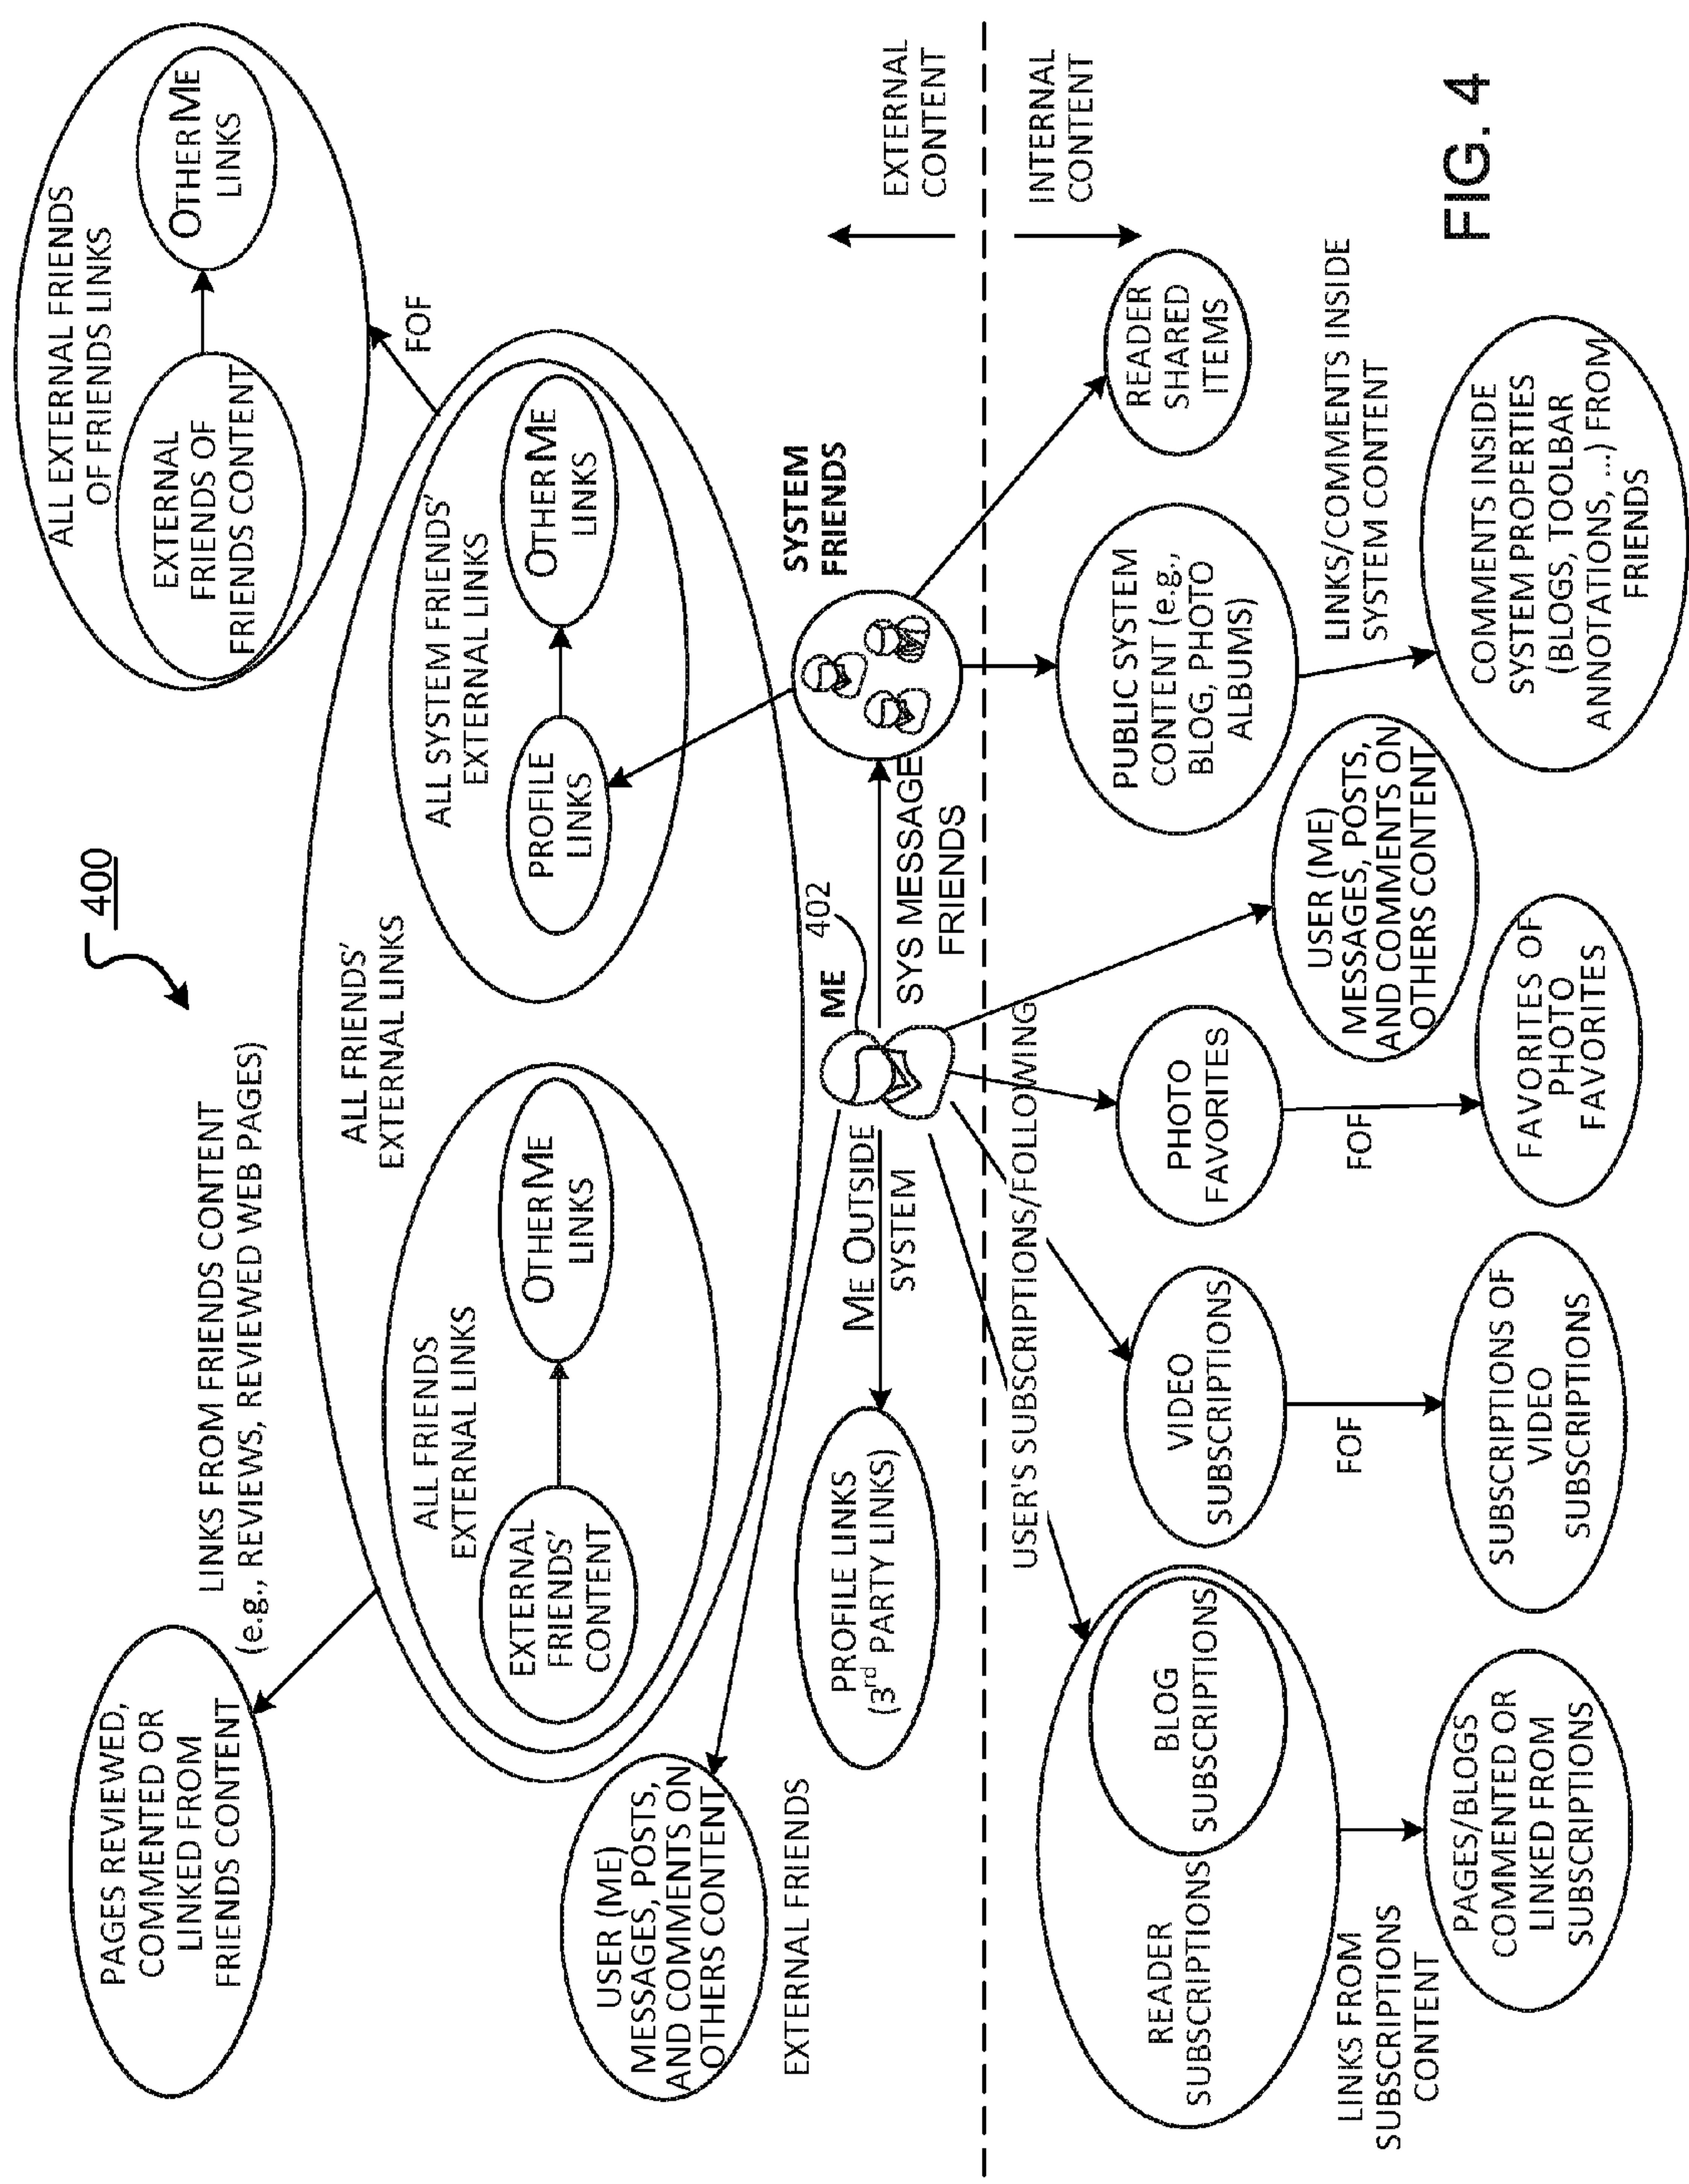 400
LINKS FROM FRIENDS CONTENT
(e.g., REVIEWS, REVIEWED WEB PAGES)
PAGES REVIEWED,
COMMENTED OR
LINKED FROM
FRIENDS CONTENT
ALL EXTERNAL FRIENDS
OF FRIENDS LINKS
EXTERNAL
FRIENDS OF
FRIENDS CONTENT
OTHER ME
LINKS
FOF
ALL FRIENDS'
EXTERNAL LINKS
ALL FRIENDS
EXTERNAL LINKS
EXTERNAL
FRIENDS'
CONTENT
OTHER ME
LINKS
ALL SYSTEM FRIENDS'
EXTERNAL LINKS
PROFILE
LINKS
OTHER ME
LINKS
USER (ME)
MESSAGES, POSTS,
AND COMMENTS ON
OTHERS CONTENT
EXTERNAL FRIENDS
PROFILE LINKS
(3rd PARTY LINKS)
ME OUTSIDE
SYSTEM
ME
402
SYS MESSAGE
FRIENDS
SYSTEM
FRIENDS
EXTERNAL
CONTENT
INTERNAL
CONTENT
USER'S SUBSCRIPTIONS/FOLLOWING
READER
SUBSCRIPTIONS
BLOG
SUBSCRIPTIONS
VIDEO
SUBSCRIPTIONS
PHOTO
FAVORITES
USER (ME)
MESSAGES, POSTS,
AND COMMENTS ON
OTHERS CONTENT
PUBLIC SYSTEM
CONTENT (e.g.,
BLOG, PHOTO
ALBUMS)
READER
SHARED
ITEMS
LINKS FROM
SUBSCRIPTIONS
CONTENT
FOF
FOF
LINKS/COMMENTS INSIDE
SYSTEM CONTENT
PAGES/BLOGS
COMMENTED OR
LINKED FROM
SUBSCRIPTIONS
SUBSCRIPTIONS OF
VIDEO
SUBSCRIPTIONS
FAVORITES OF
PHOTO
FAVORITES
COMMENTS INSIDE
SYSTEM PROPERTIES
(BLOGS, TOOLBAR
ANNOTATIONS, ...) FROM
FRIENDS
FIG. 4